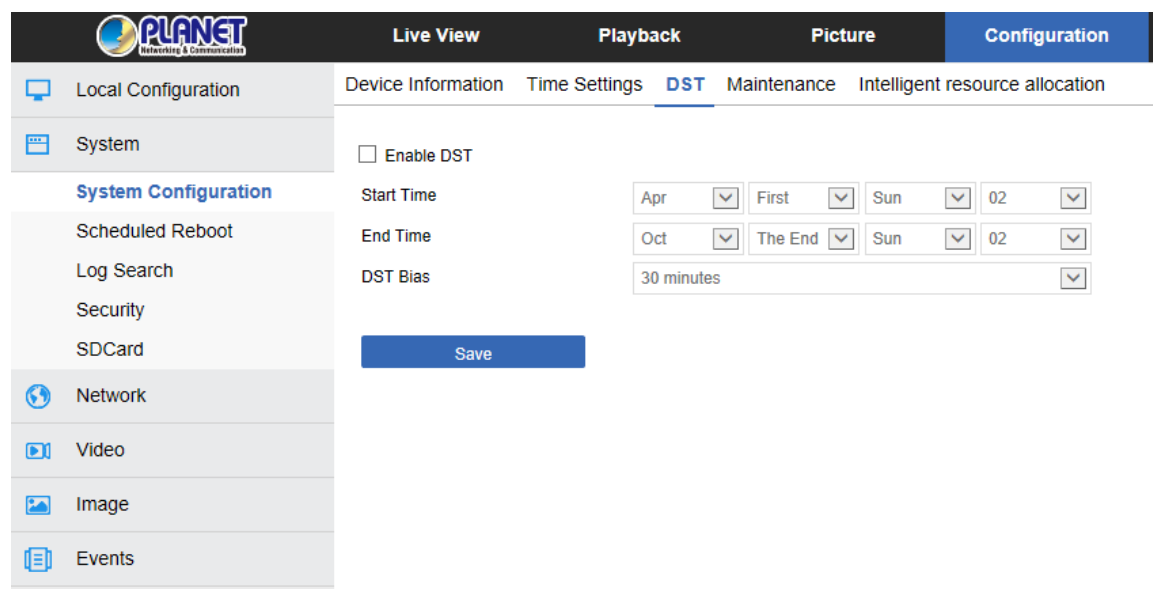 PLANET
Networking & Communication
Live View Playback Picture Configuration
Device Information Time Settings DST Maintenance Intelligent resource allocation
Local Configuration
System
System Configuration
Scheduled Reboot
Log Search
Security
SDCard
Network
Video
Image
Events
Enable DST
Start Time Apr First Sun 02
End Time Oct The End Sun 02
DST Bias 30 minutes
Save